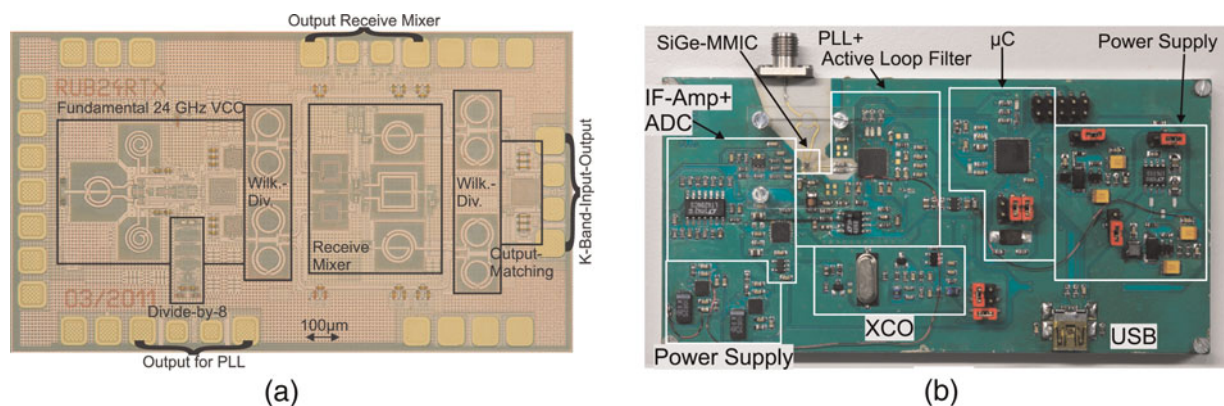 Output Receive Mixer
RUB24RTX
Fundamental 24 GHz VCO
Wilk.-
Div.
Wilk.-
Div.
Receive
Mixer
Output-
Matching
K-Band-Input-Output
03/2011
Divide-by-8
100µm
Output for PLL
(a)
SiGe-MMIC
PLL+
Active Loop Filter
µC
Power Supply
IF-Amp+
ADC
XCO
USB
Power Supply
(b)